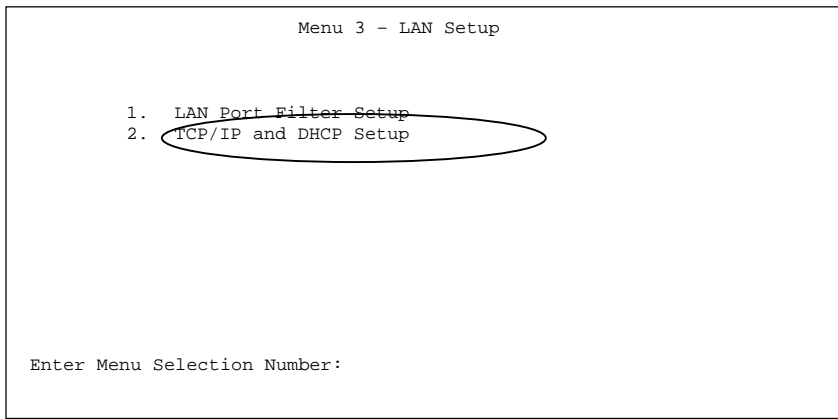 Menu 3 – LAN Setup
1. LAN Port Filter Setup
2. TCP/IP and DHCP Setup
Enter Menu Selection Number: